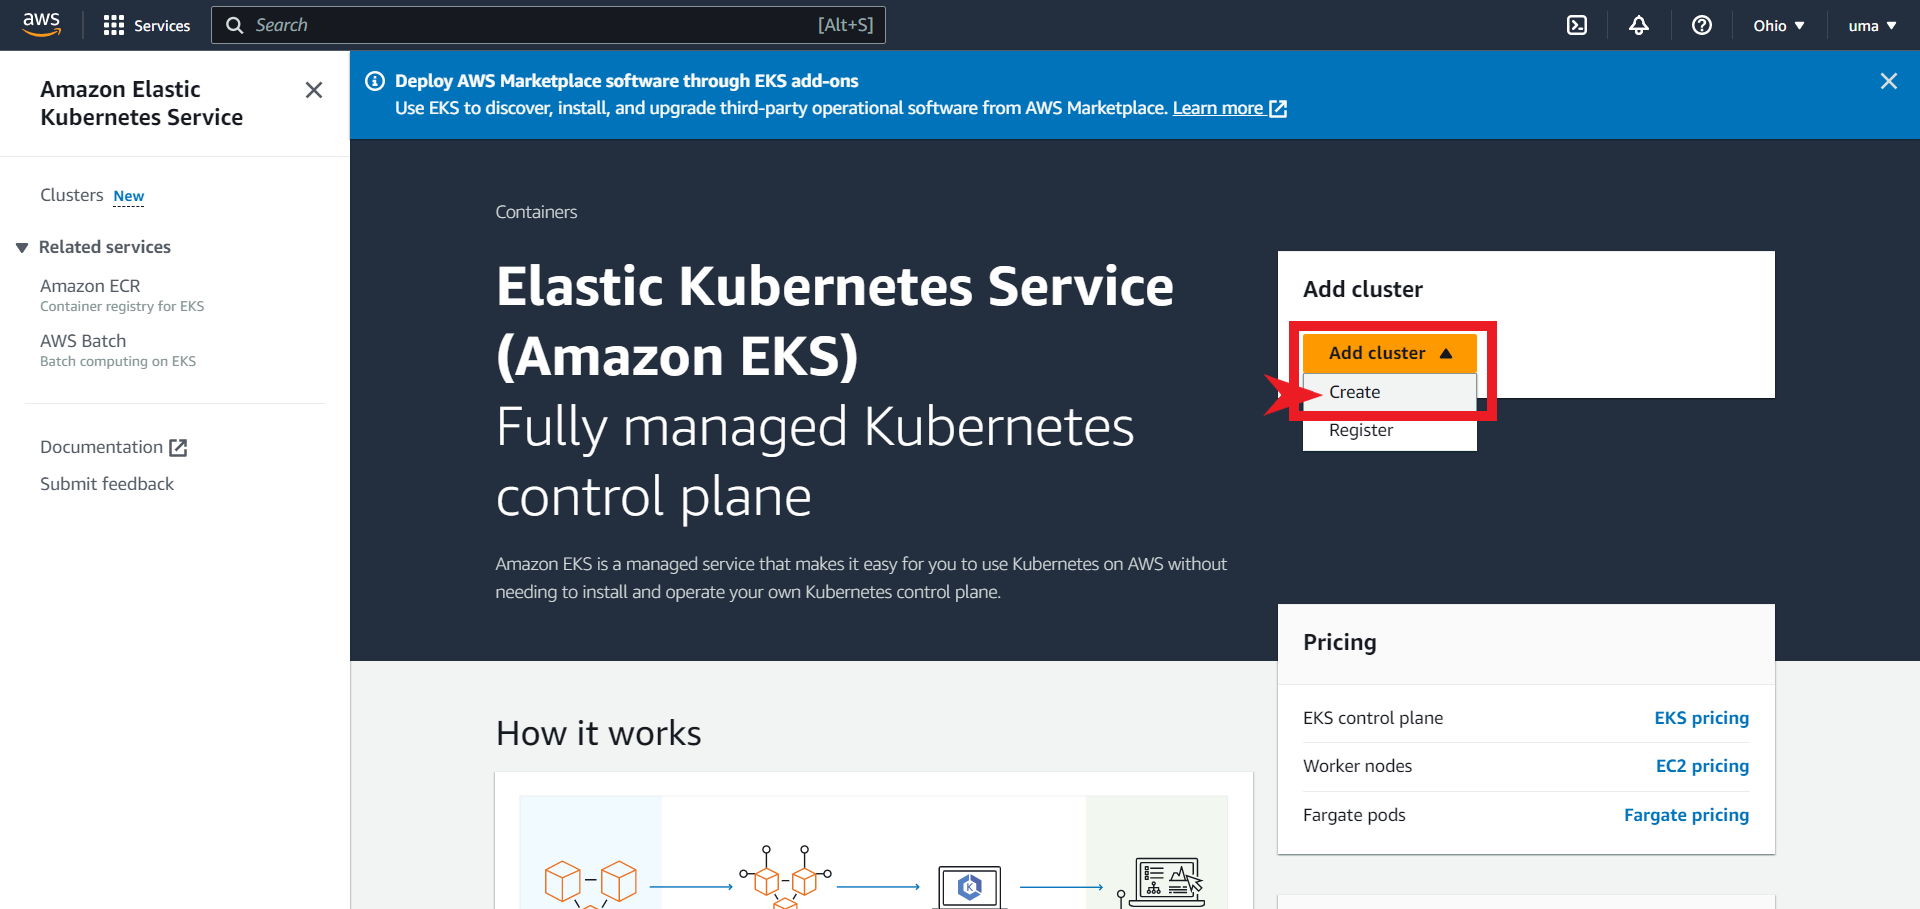 aws
Services
Search
[Alt+S]
Ohio
uma
Amazon Elastic
Kubernetes Service
Clusters New
Related services
Amazon ECR
Container registry for EKS
AWS Batch
Batch computing on EKS
Documentation
Submit feedback
Deploy AWS Marketplace software through EKS add-ons
Use EKS to discover, install, and upgrade third-party operational software from AWS Marketplace. Learn more
Containers
Elastic Kubernetes Service
(Amazon EKS)
Fully managed Kubernetes
control plane
Amazon EKS is a managed service that makes it easy for you to use Kubernetes on AWS without
needing to install and operate your own Kubernetes control plane.
Add cluster
Add cluster
Create
Register
Pricing
EKS control plane EKS pricing
Worker nodes EC2 pricing
Fargate pods Fargate pricing
How it works
K